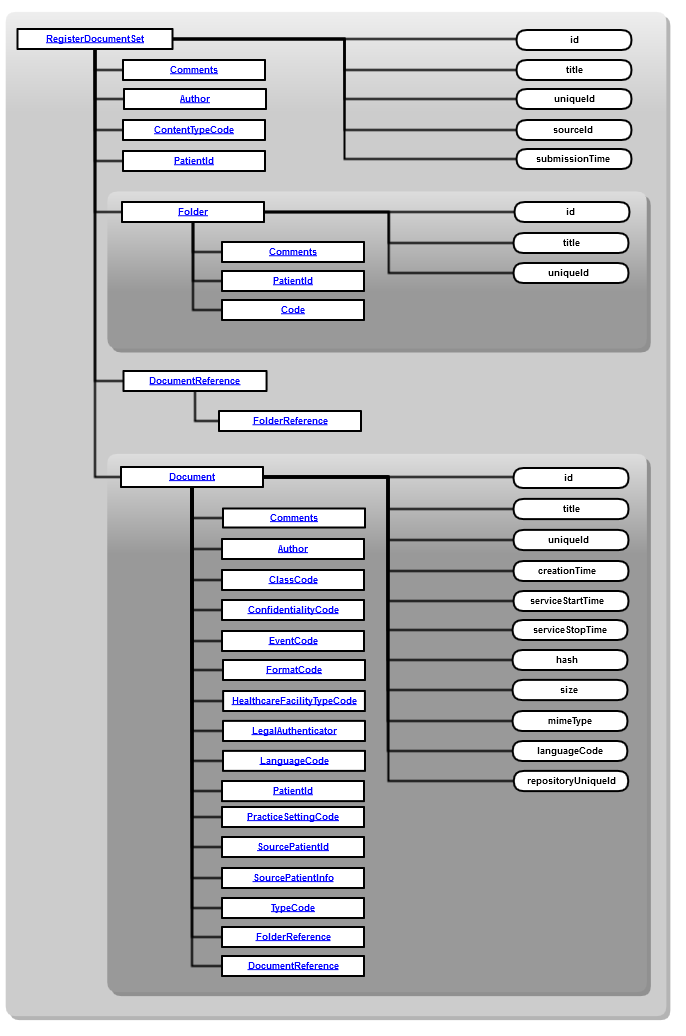 RegisterDocumentSet
id
Comments
title
Author
uniqueId
ContentTypeCode
sourceId
PatientId
submissionTime
Folder
id
title
Comments
uniqueId
PatientId
Code
DocumentReference
FolderReference
Document
id
title
Comments
uniqueId
Author
creationTime
ClassCode
serviceStartTime
ConfidentialityCode
serviceStopTime
EventCode
hash
FormatCode
size
HealthcareFacilityTypeCode
mimeType
LegalAuthenticator
languageCode
LanguageCode
repositoryUniqueId
PatientId
PracticeSettingCode
SourcePatientId
SourcePatientInfo
TypeCode
FolderReference
DocumentReference